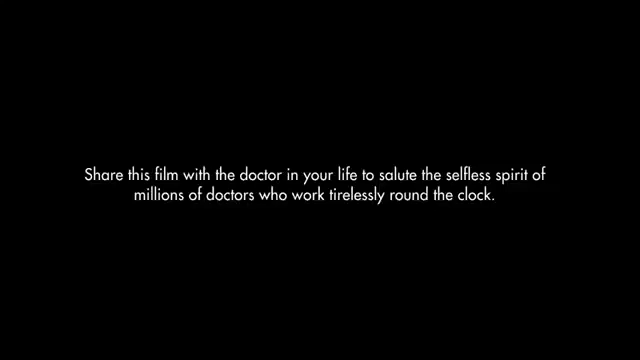 Share this film with the doctor in your life to salute the selfless spirit of
millions of doctors who work tirelessly round the clock.